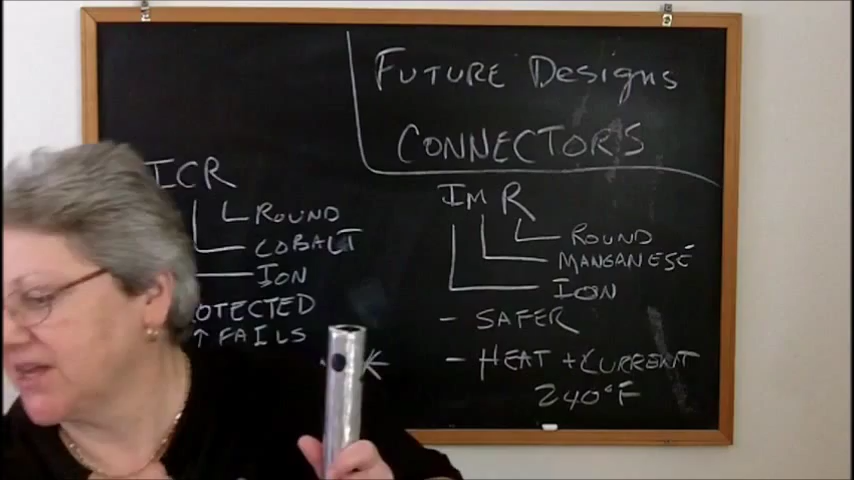 Future Designs
CONNECTORS
ICR
ROUND
COBALT
ION
OTECTED
↑ FAILS
IMR
ROUND
MANGANESE
ION
- SAFER
- HEAT + CURRENT
240°F